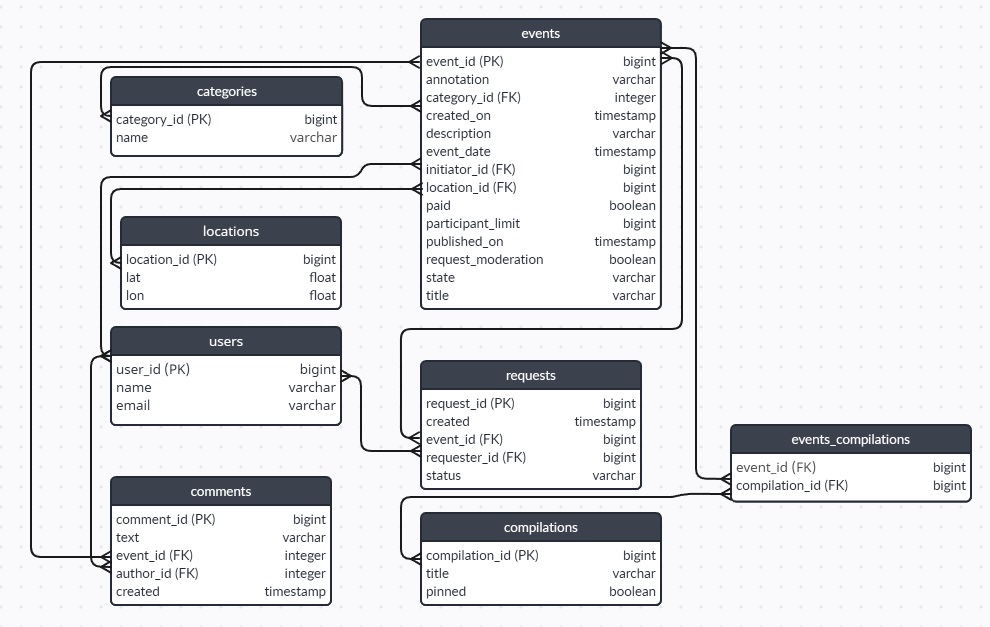 events
event_id (PK) bigint
annotation varchar
category_id (FK) integer
created_on timestamp
description varchar
event_date timestamp
initiator_id (FK) bigint
location_id (FK) bigint
paid boolean
participant_limit bigint
published_on timestamp
request_moderation boolean
state varchar
title varchar
categories
category_id (PK) bigint
name varchar
locations
location_id (PK) bigint
lat float
lon float
users
user_id (PK) bigint
name varchar
email varchar
requests
request_id (PK) bigint
created timestamp
event_id (FK) bigint
requester_id (FK) bigint
status varchar
events_compilations
event_id (FK) bigint
compilation_id (FK) bigint
comments
comment_id (PK) bigint
text varchar
event_id (FK) integer
author_id (FK) integer
created timestamp
compilations
compilation_id (PK) bigint
title varchar
pinned boolean